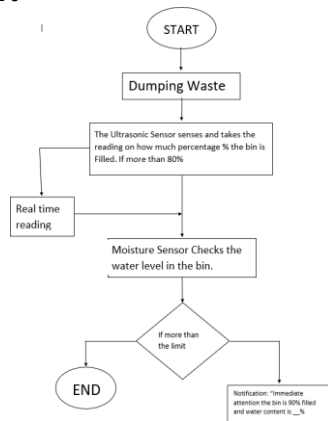 START
Dumping Waste
The Ultrasonic Sensor senses and takes the
reading on how much percentage % the bin is
Filled. If more than 80%
Real time
reading
Moisture Sensor Checks the
water level in the bin.
If more than
the limit
END
Notification: "Immediate
attention the bin is 90% filled
and water content is __%